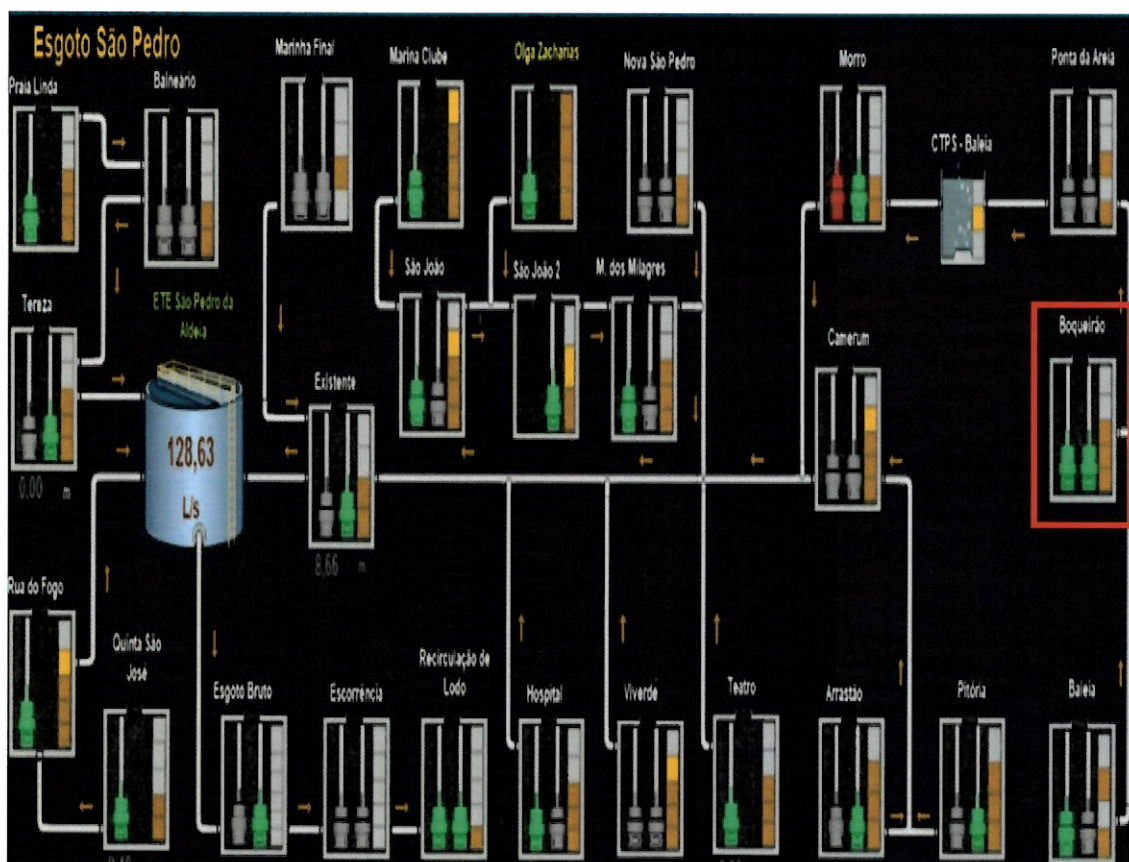 Esgoto São Pedro
Praia Linda
Balneário
Marinha Final
Marina Clube
Olga Zacharias
Nova São Pedro
Morro
Ponta da Areia
CTPS - Baleia
Tereza
ETE São Pedro da
Aldeia
São João
São João 2
M. dos Milagres
Camerum
Boqueirão
Existente
128,63
L/s
0,00 m
8,66 m
Rua do Fogo
Quinta São
José
Esgoto Bruto
Escorrência
Recirculação de
Lodo
Hospital
Viverde
Teatro
Arrastão
Pitória
Baleia